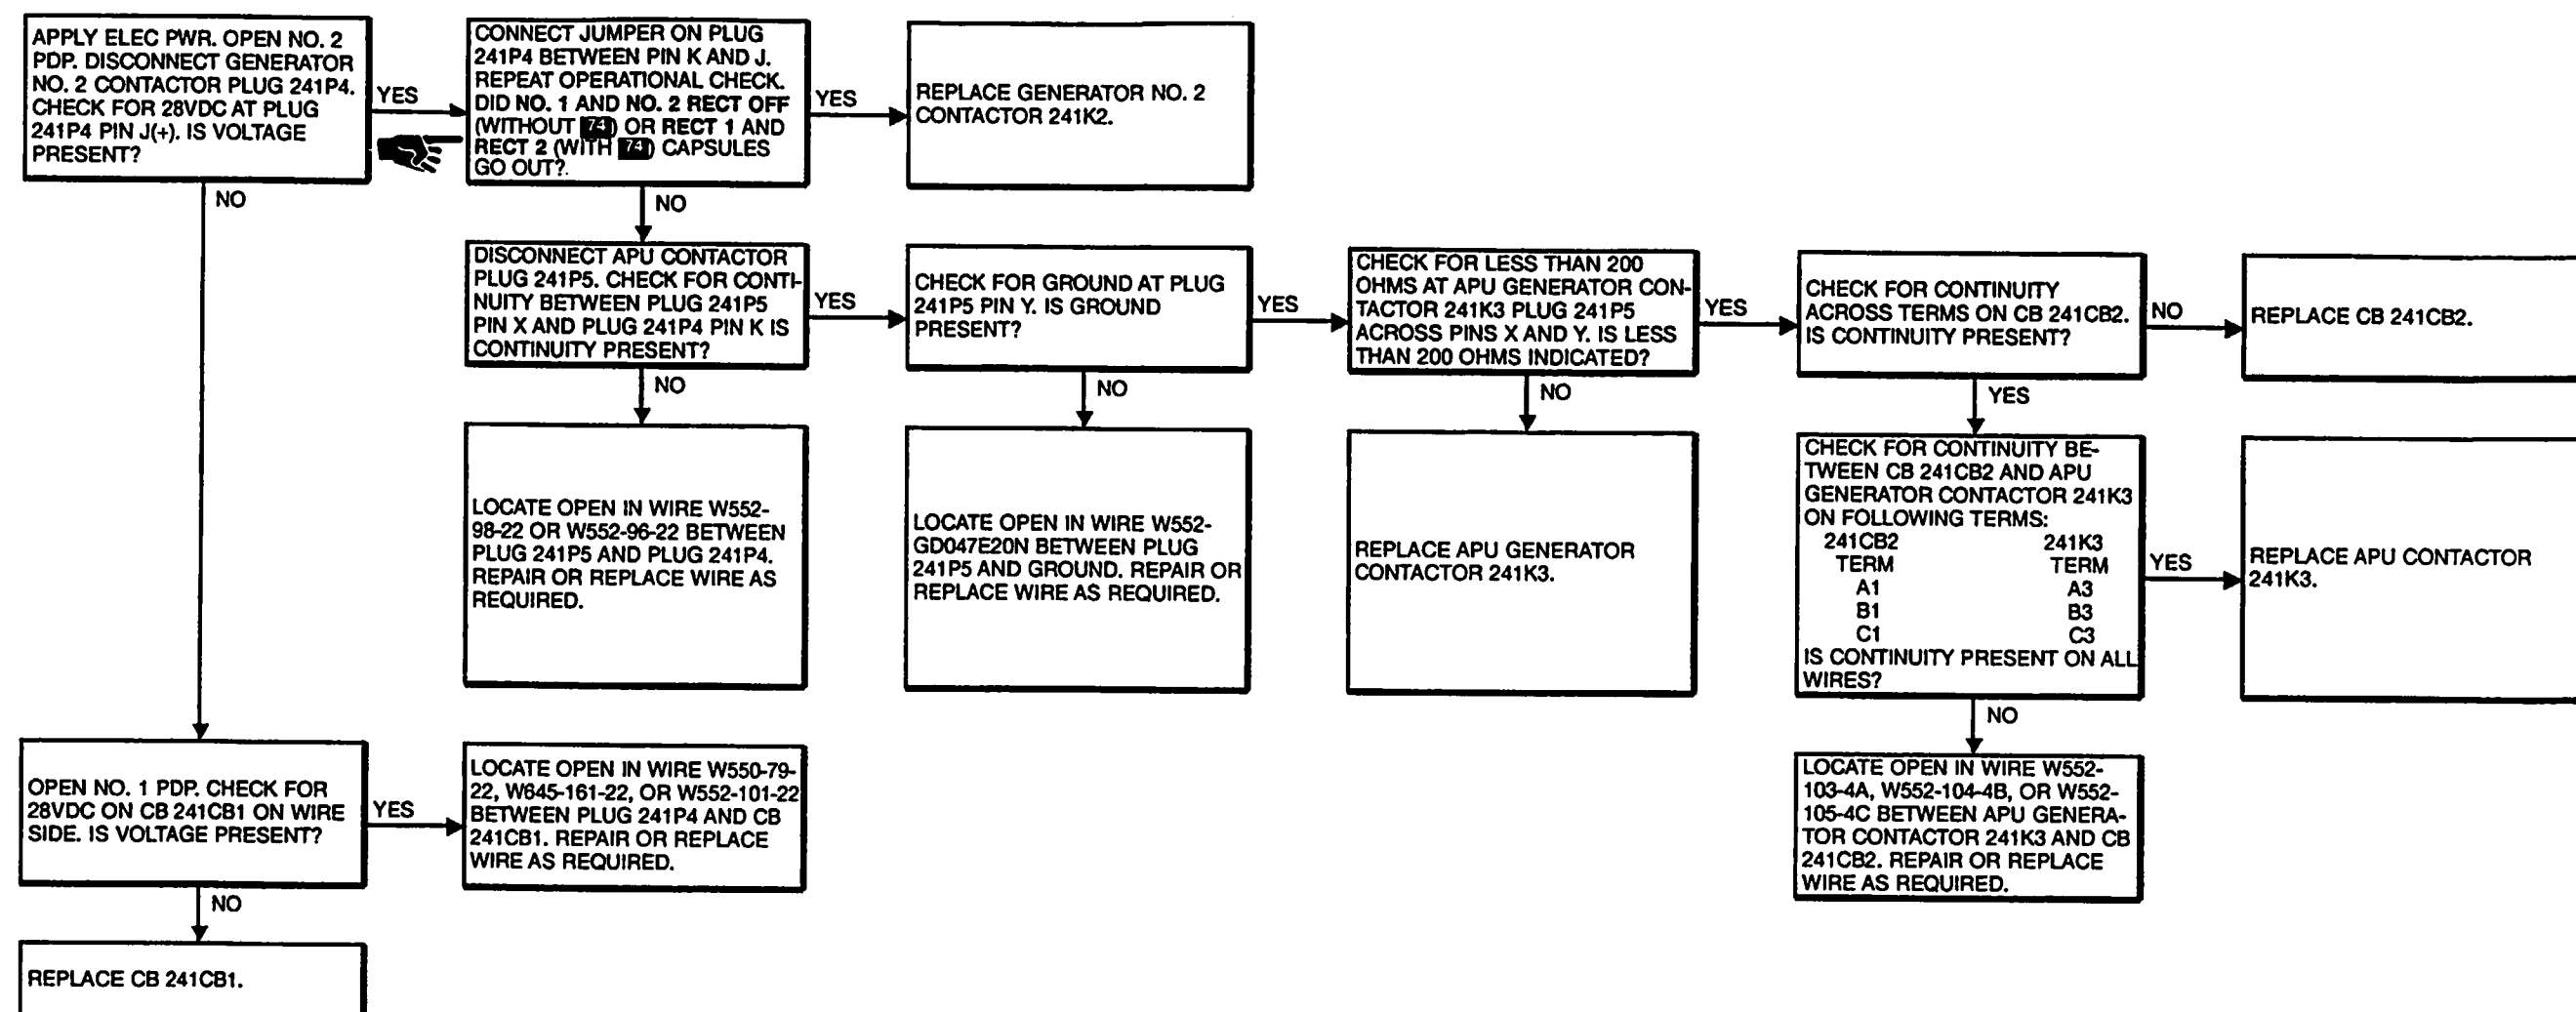 APPLY ELEC PWR. OPEN NO. 2
PDP. DISCONNECT GENERATOR
NO. 2 CONTACTOR PLUG 241P4.
CHECK FOR 28VDC AT PLUG
241P4 PIN J(+). IS VOLTAGE
PRESENT?
YES
NO
CONNECT JUMPER ON PLUG
241P4 BETWEEN PIN K AND J.
REPEAT OPERATIONAL CHECK.
DID NO. 1 AND NO. 2 RECT OFF
(WITHOUT 74) OR RECT 1 AND
RECT 2 (WITH 74) CAPSULES
GO OUT?
YES
NO
REPLACE GENERATOR NO. 2
CONTACTOR 241K2.
DISCONNECT APU CONTACTOR
PLUG 241P5. CHECK FOR CONTI-
NUITY BETWEEN PLUG 241P5
PIN X AND PLUG 241P4 PIN K IS
CONTINUITY PRESENT?
YES
NO
CHECK FOR GROUND AT PLUG
241P5 PIN Y. IS GROUND
PRESENT?
YES
NO
CHECK FOR LESS THAN 200
OHMS AT APU GENERATOR CON-
TACTOR 241K3 PLUG 241P5
ACROSS PINS X AND Y. IS LESS
THAN 200 OHMS INDICATED?
YES
NO
CHECK FOR CONTINUITY
ACROSS TERMS ON CB 241CB2.
IS CONTINUITY PRESENT?
NO
YES
REPLACE CB 241CB2.
LOCATE OPEN IN WIRE W552-
98-22 OR W552-96-22 BETWEEN
PLUG 241P5 AND PLUG 241P4.
REPAIR OR REPLACE WIRE AS
REQUIRED.
LOCATE OPEN IN WIRE W552-
GD047E20N BETWEEN PLUG
241P5 AND GROUND. REPAIR OR
REPLACE WIRE AS REQUIRED.
REPLACE APU GENERATOR
CONTACTOR 241K3.
CHECK FOR CONTINUITY BE-
TWEEN CB 241CB2 AND APU
GENERATOR CONTACTOR 241K3
ON FOLLOWING TERMS:
241CB2 241K3
TERM TERM
A1 A3
B1 B3
C1 C3
IS CONTINUITY PRESENT ON ALL
WIRES?
YES
NO
REPLACE APU CONTACTOR
241K3.
OPEN NO. 1 PDP. CHECK FOR
28VDC ON CB 241CB1 ON WIRE
SIDE. IS VOLTAGE PRESENT?
YES
NO
LOCATE OPEN IN WIRE W550-79-
22, W645-161-22, OR W552-101-22
BETWEEN PLUG 241P4 AND CB
241CB1. REPAIR OR REPLACE
WIRE AS REQUIRED.
LOCATE OPEN IN WIRE W552-
103-4A, W552-104-4B, OR W552-
105-4C BETWEEN APU GENERA-
TOR CONTACTOR 241K3 AND CB
241CB2. REPAIR OR REPLACE
WIRE AS REQUIRED.
REPLACE CB 241CB1.